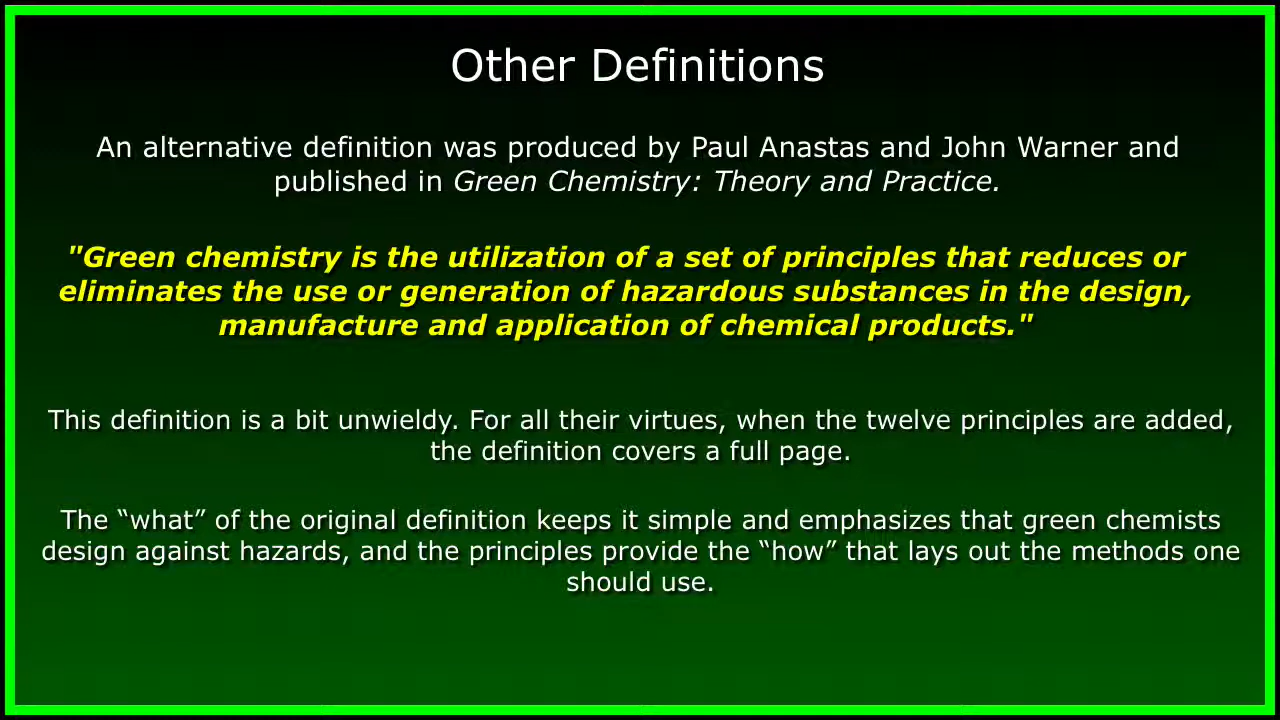 Other Definitions
An alternative definition was produced by Paul Anastas and John Warner and
published in Green Chemistry: Theory and Practice.
"Green chemistry is the utilization of a set of principles that reduces or
eliminates the use or generation of hazardous substances in the design,
manufacture and application of chemical products."
This definition is a bit unwieldy. For all their virtues, when the twelve principles are added,
the definition covers a full page.
The “what” of the original definition keeps it simple and emphasizes that green chemists
design against hazards, and the principles provide the “how” that lays out the methods one
should use.